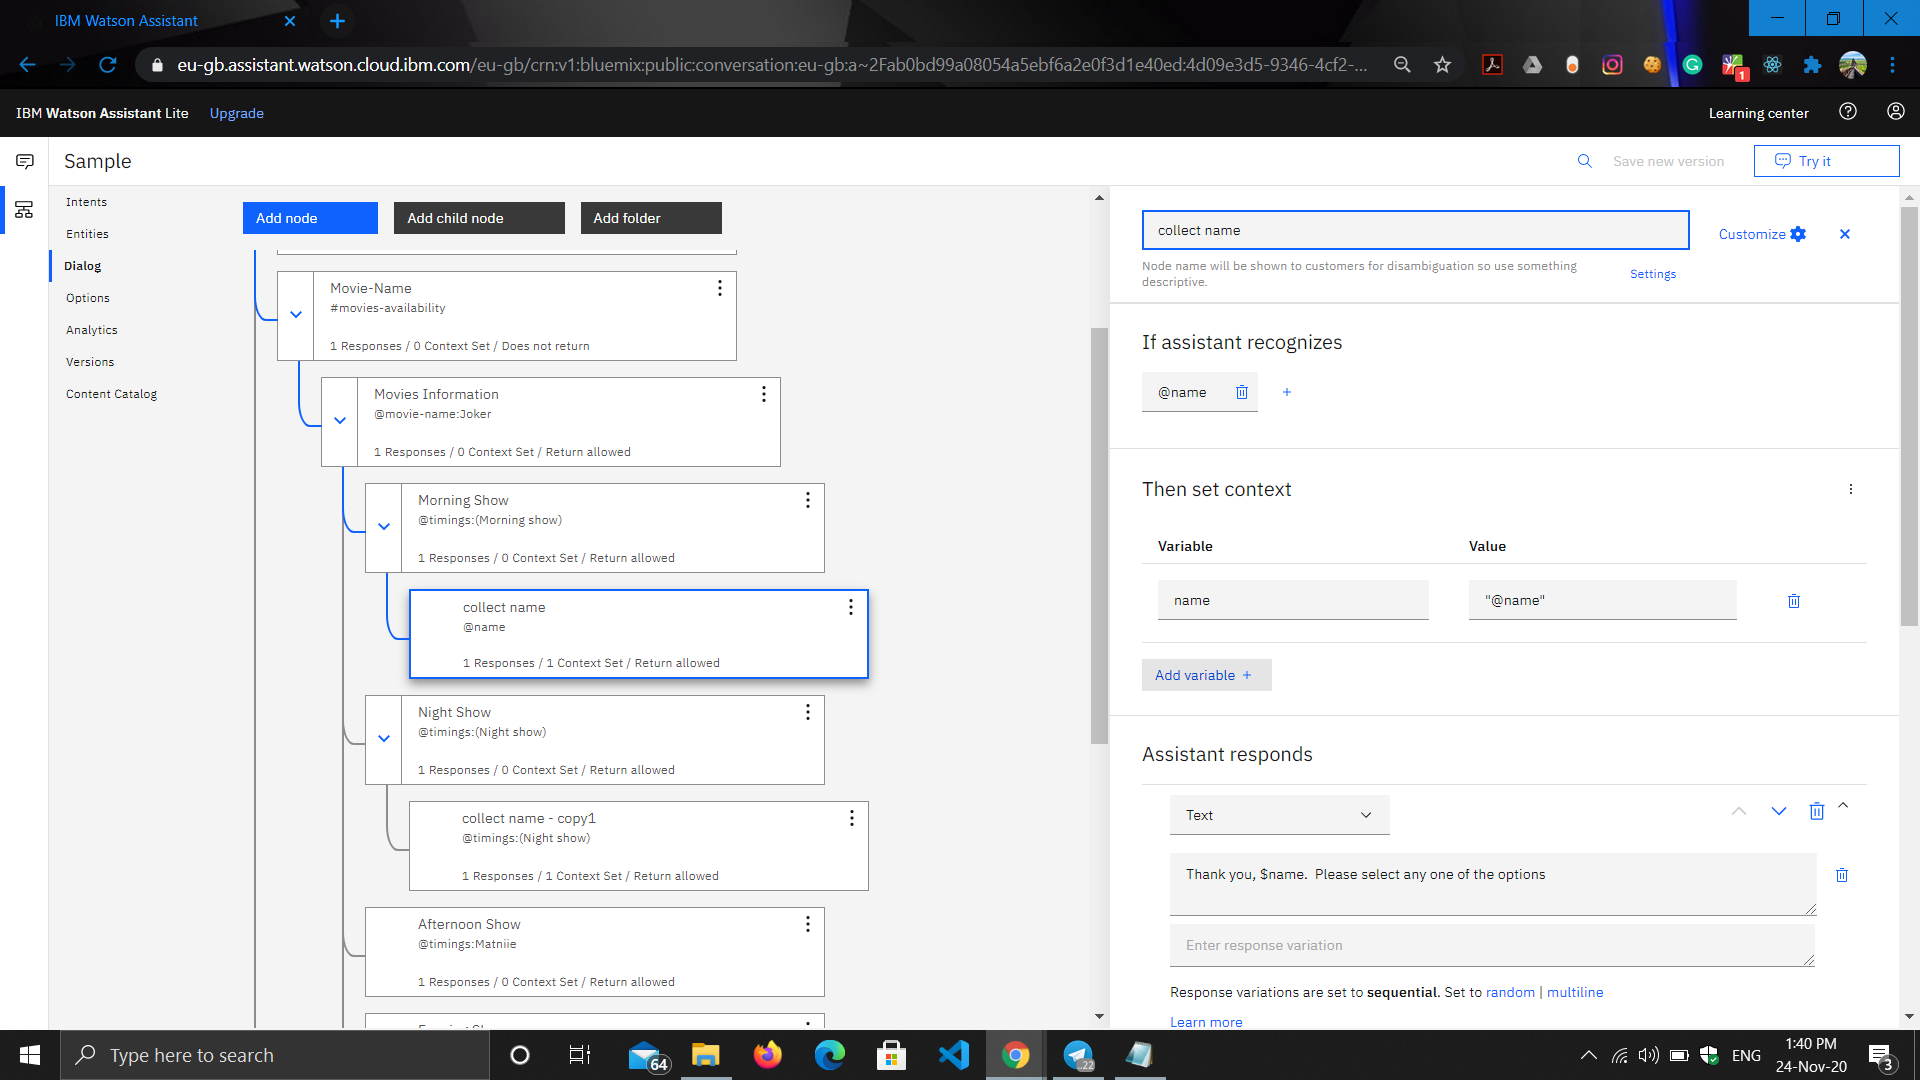 IBM Watson Assistant
eu-gb.assistant.watson.cloud.ibm.com/eu-gb/crn:v1:bluemix:public:conversation:eu-gb:a~2Fab0bd99a08054a5ebf6a2e0f3d1e40ed:4d09e3d5-9346-4cf2-...
1
IBM Watson Assistant Lite Upgrade
Learning center
Sample
Save new version
Try it
Intents
Entities
Dialog
Options
Analytics
Versions
Content Catalog
Add node
Add child node
Add folder
Movie-Name
#movies-availability
1 Responses / 0 Context Set / Does not return
Movies Information
@movie-name:Joker
1 Responses / 0 Context Set / Return allowed
Morning Show
@timings:(Morning show)
1 Responses / 0 Context Set / Return allowed
collect name
@name
1 Responses / 1 Context Set / Return allowed
Night Show
@timings:(Night show)
1 Responses / 0 Context Set / Return allowed
collect name - copy1
@timings:(Night show)
1 Responses / 1 Context Set / Return allowed
Afternoon Show
@timings:Matniie
1 Responses / 0 Context Set / Return allowed
collect name
Customize
Node name will be shown to customers for disambiguation so use something
descriptive.
Settings
If assistant recognizes
@name
Then set context
Variable
Value
name
"@name"
Add variable +
Assistant responds
Text
Thank you, $name.  Please select any one of the options
Enter response variation
Response variations are set to sequential. Set to random | multiline
Learn more
Type here to search
64
22
ENG
1:40 PM
24-Nov-20
3